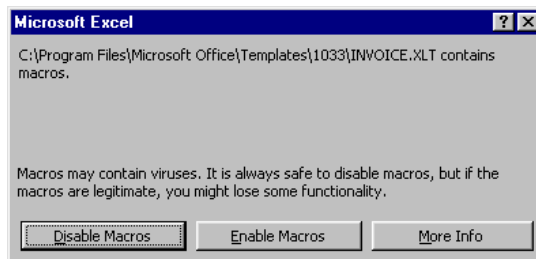 Microsoft Excel
C:\Program Files\Microsoft Office\Templates\1033\INVOICE.XLT contains
macros.
Macros may contain viruses. It is always safe to disable macros, but if the
macros are legitimate, you might lose some functionality.
Disable Macros
Enable Macros
More Info